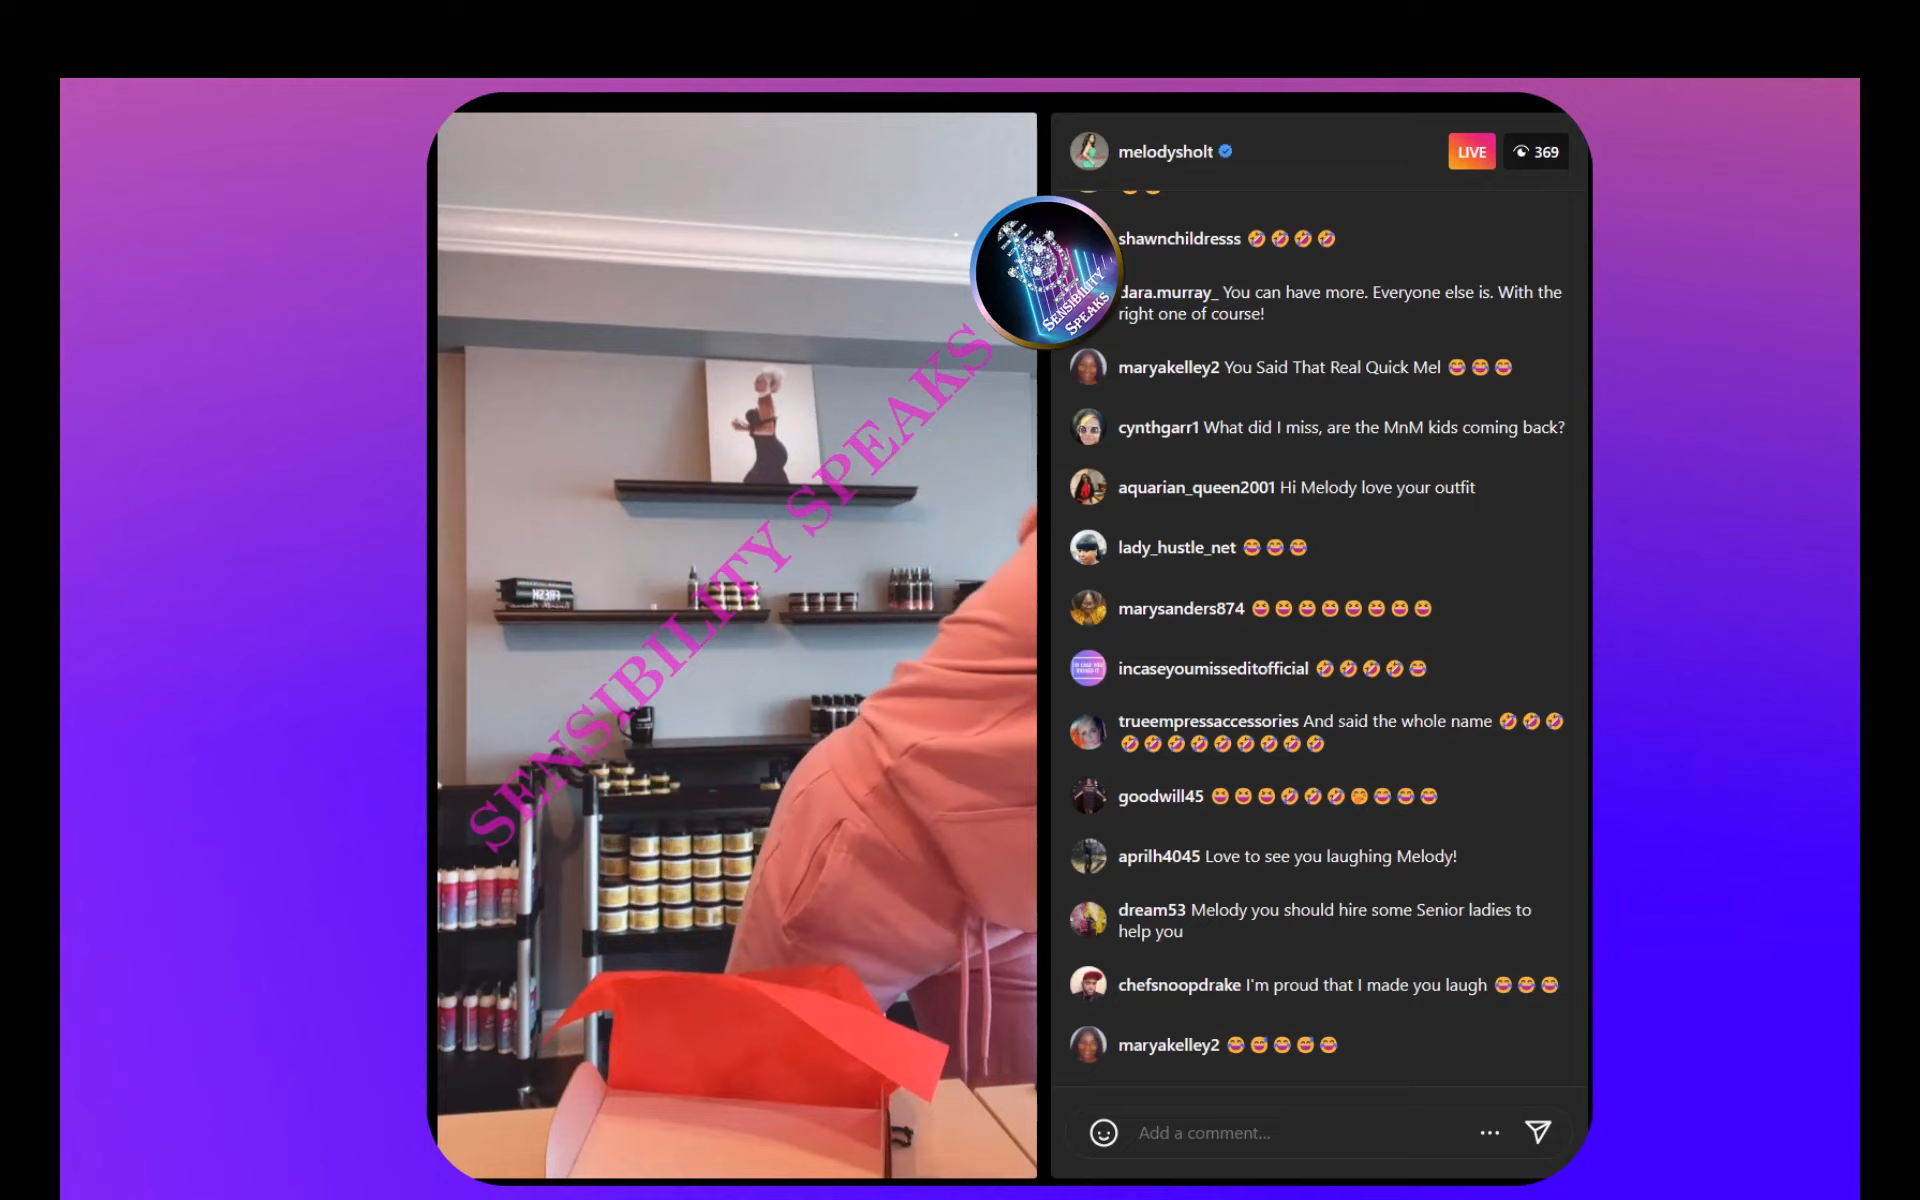 melodysholt
LIVE
369
shawnchildresss 🤣🤣🤣🤣
dara.murray_ You can have more. Everyone else is. With the
right one of course!
maryakelley2 You Said That Real Quick Mel 😂😂😂
cynthgarr1 What did I miss, are the MnM kids coming back?
aquarian_queen2001 Hi Melody love your outfit
lady_hustle_net 😂😂😂
marysanders874 😆😆😆😆😆😆😆😆
incaseyoumisseditofficial 🤣🤣🤣🤣😂
trueempressaccessories And said the whole name 🤣🤣🤣
🤣🤣🤣🤣🤣🤣🤣🤣🤣
goodwill45 😆😆😆🤣🤣🤣🤭😂😂😂
aprilh4045 Love to see you laughing Melody!
dream53 Melody you should hire some Senior ladies to
help you
chefsnoopdrake I'm proud that I made you laugh 😂😂😂
maryakelley2 😂😅😂😅😂
Add a comment...
SENSIBILITY SPEAKS
SENSIBILITY
SPEAKS
FRESH